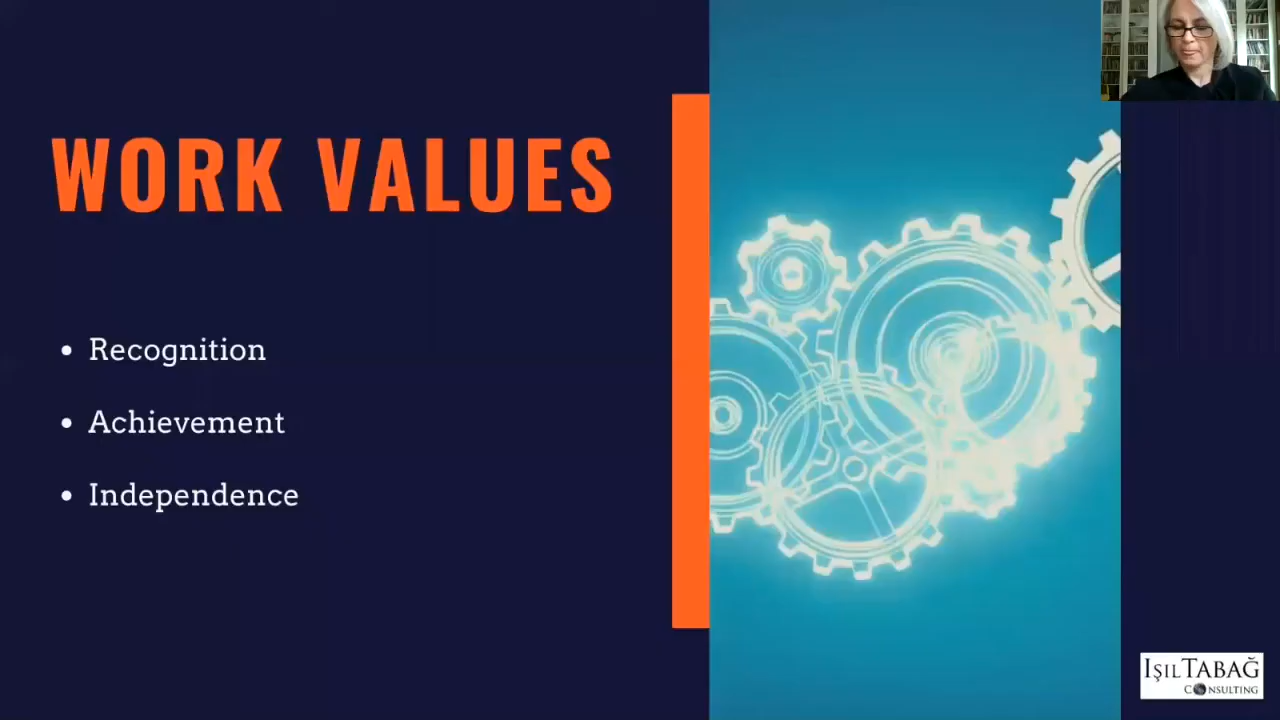 WORK VALUES
• Recognition
• Achievement
• Independence
IŞILTABAĞ
CONSULTING